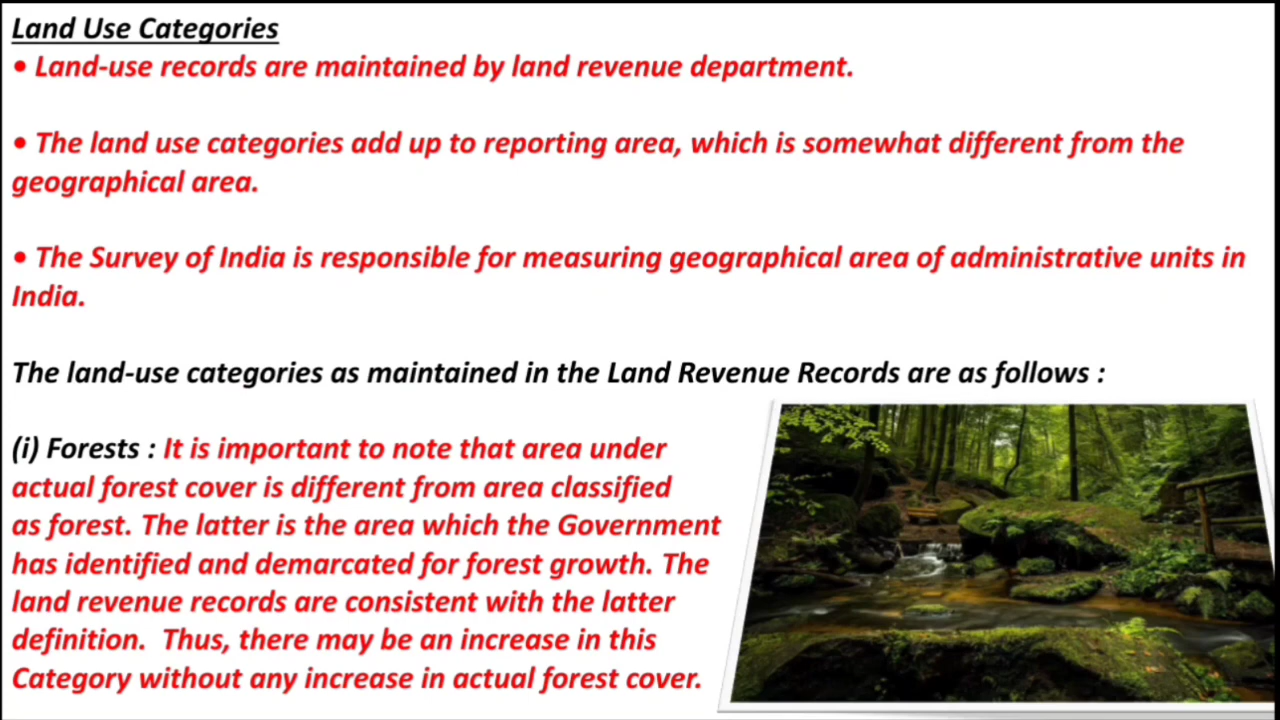 Land Use Categories
• Land-use records are maintained by land revenue department.
• The land use categories add up to reporting area, which is somewhat different from the
geographical area.
• The Survey of India is responsible for measuring geographical area of administrative units in
India.
The land-use categories as maintained in the Land Revenue Records are as follows :
(i) Forests : It is important to note that area under
actual forest cover is different from area classified
as forest. The latter is the area which the Government
has identified and demarcated for forest growth. The
land revenue records are consistent with the latter
definition.  Thus, there may be an increase in this
Category without any increase in actual forest cover.